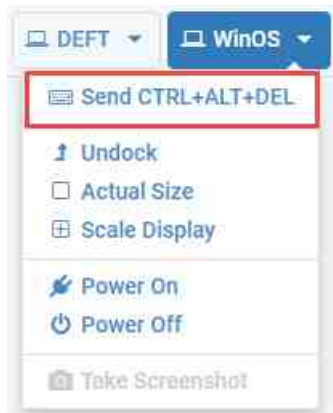 DEFT WinOS
Send CTRL+ALT+DEL
Undock
Actual Size
Scale Display
Power On
Power Off
Take Screenshot